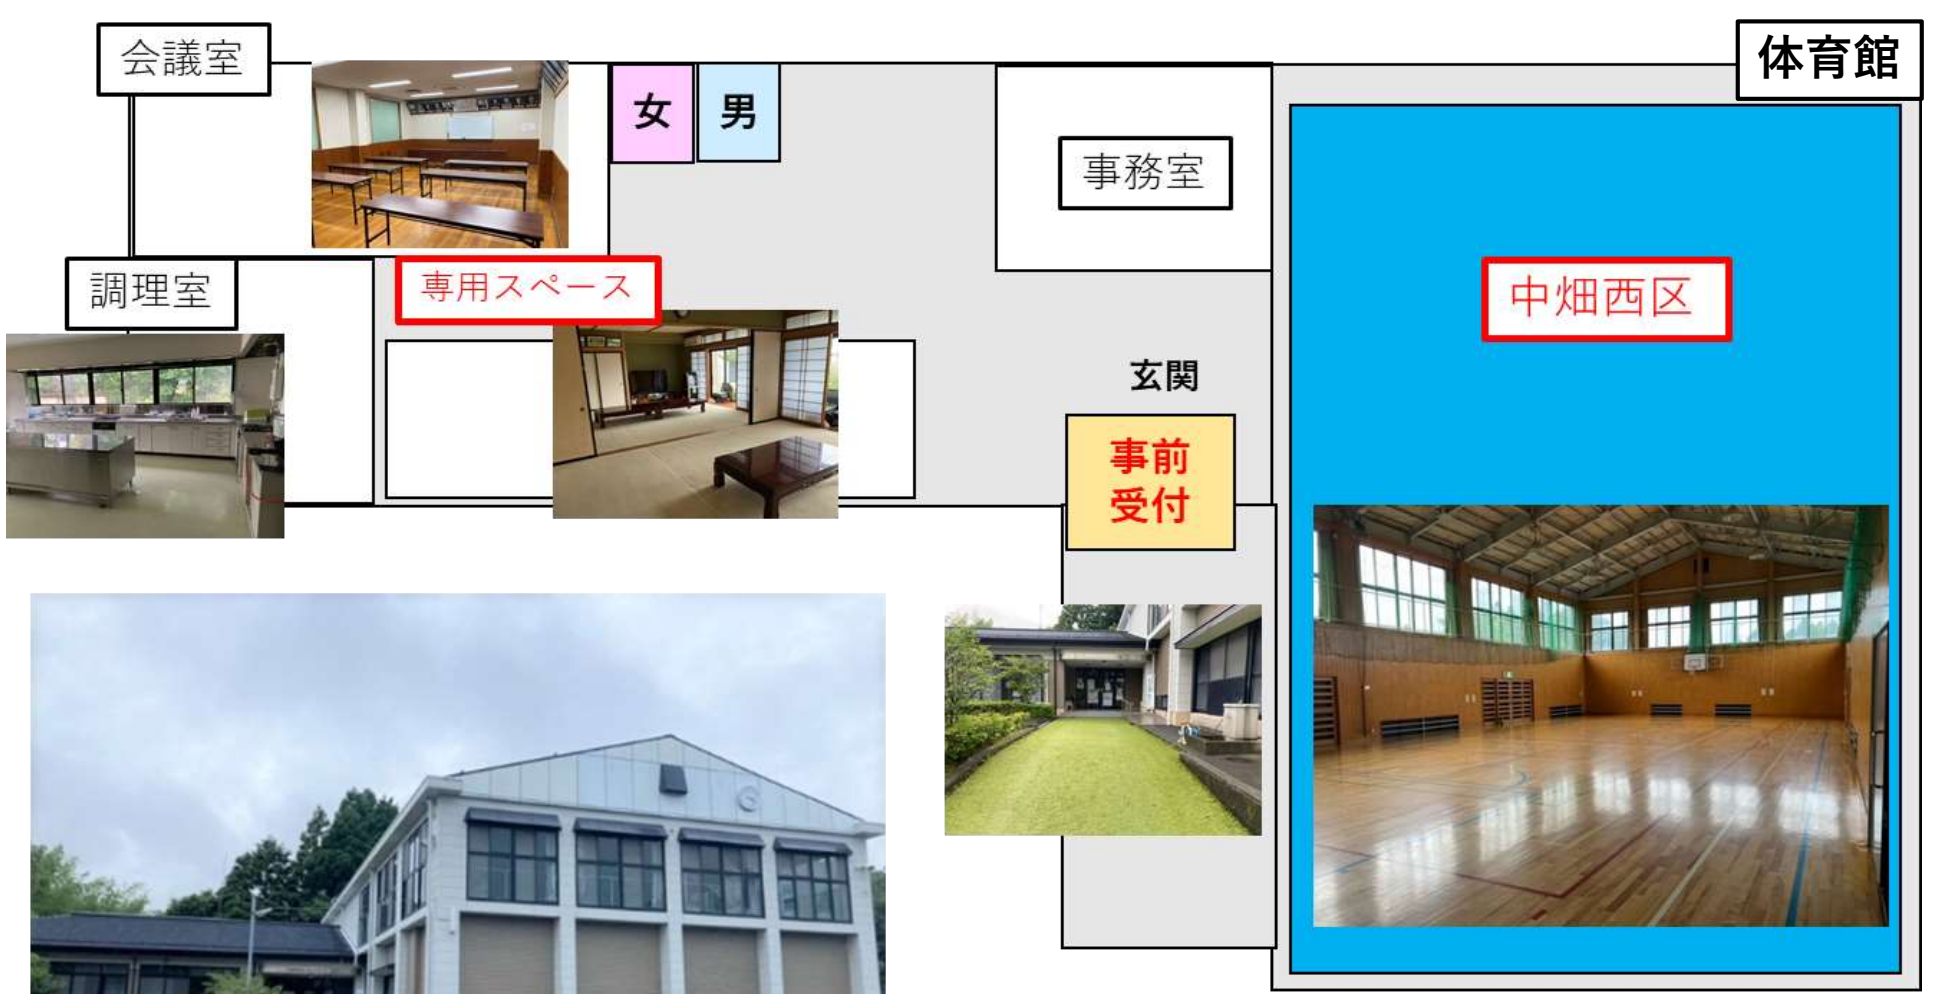 会議室
女
男
体育館
事務室
調理室
専用スペース
中畑西区
玄関
事前
受付